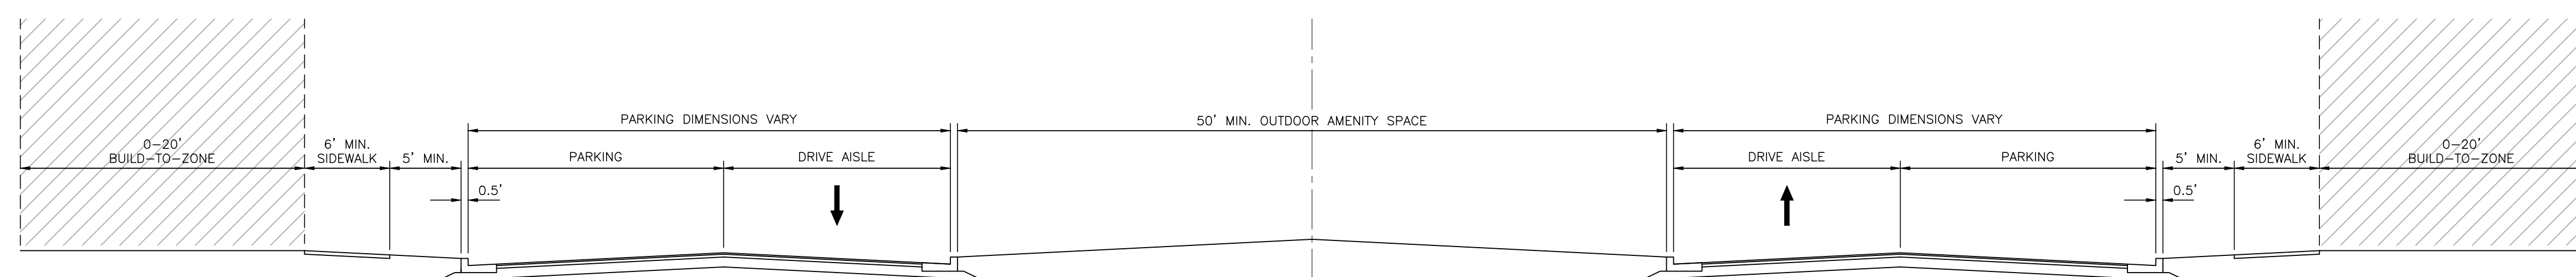 PARKING DIMENSIONS VARY
50' MIN. OUTDOOR AMENITY SPACE
PARKING DIMENSIONS VARY
0-20'
BUILD-TO-ZONE
6' MIN.
SIDEWALK
5' MIN.
PARKING
DRIVE AISLE
DRIVE AISLE
PARKING
5' MIN.
6' MIN.
SIDEWALK
0-20'
BUILD-TO-ZONE
0.5'
0.5'